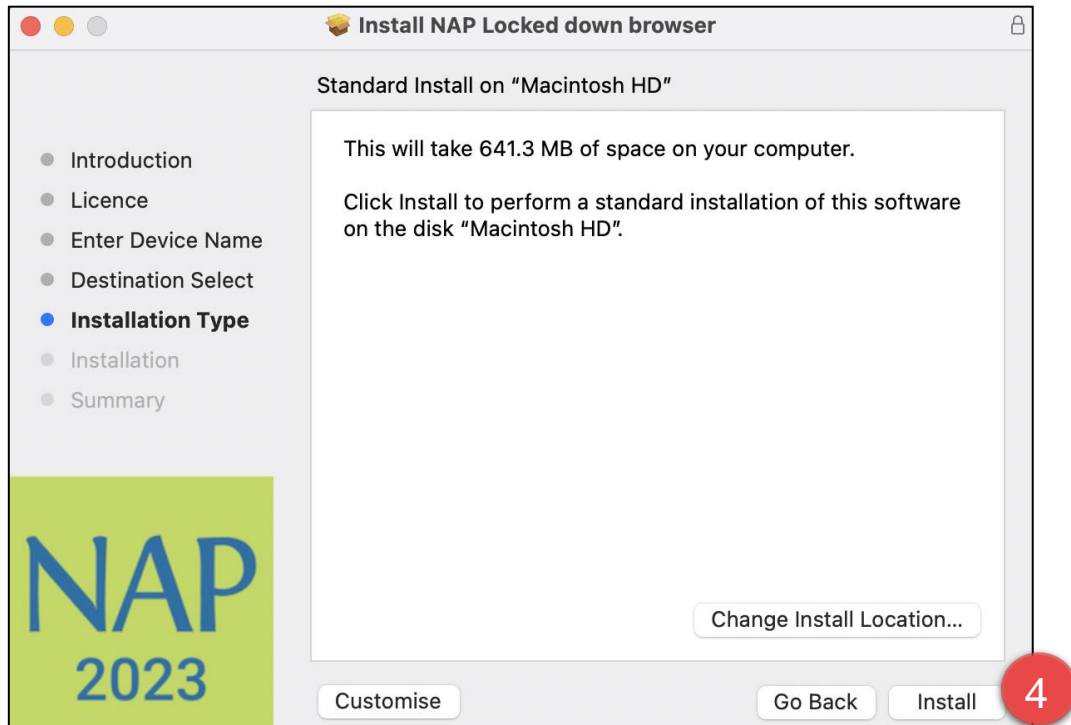 Install NAP Locked down browser
Standard Install on “Macintosh HD”
Introduction
Licence
Enter Device Name
Destination Select
Installation Type
Installation
Summary
This will take 641.3 MB of space on your computer.
Click Install to perform a standard installation of this software
on the disk “Macintosh HD”.
Change Install Location...
NAP
2023
Customise
Go Back
Install
4